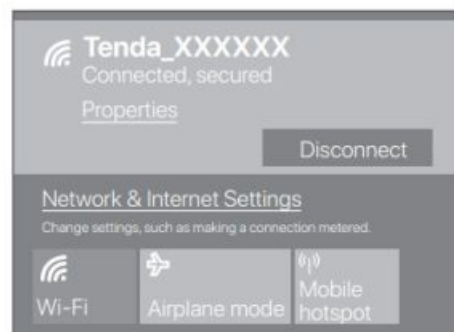 Tenda_XXXXXX
Connected, secured
Properties
Disconnect
Network & Internet Settings
Change settings, such as making a connection metered.
Wi-Fi
Airplane mode
Mobile
hotspot